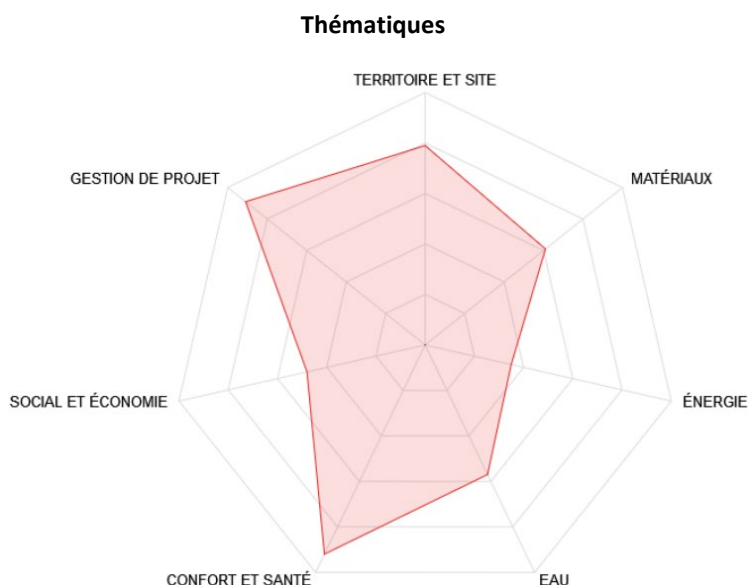 Thématiques
TERRITOIRE ET SITE
GESTION DE PROJET
MATÉRIAUX
SOCIAL ET ÉCONOMIE
ÉNERGIE
CONFORT ET SANTÉ
EAU